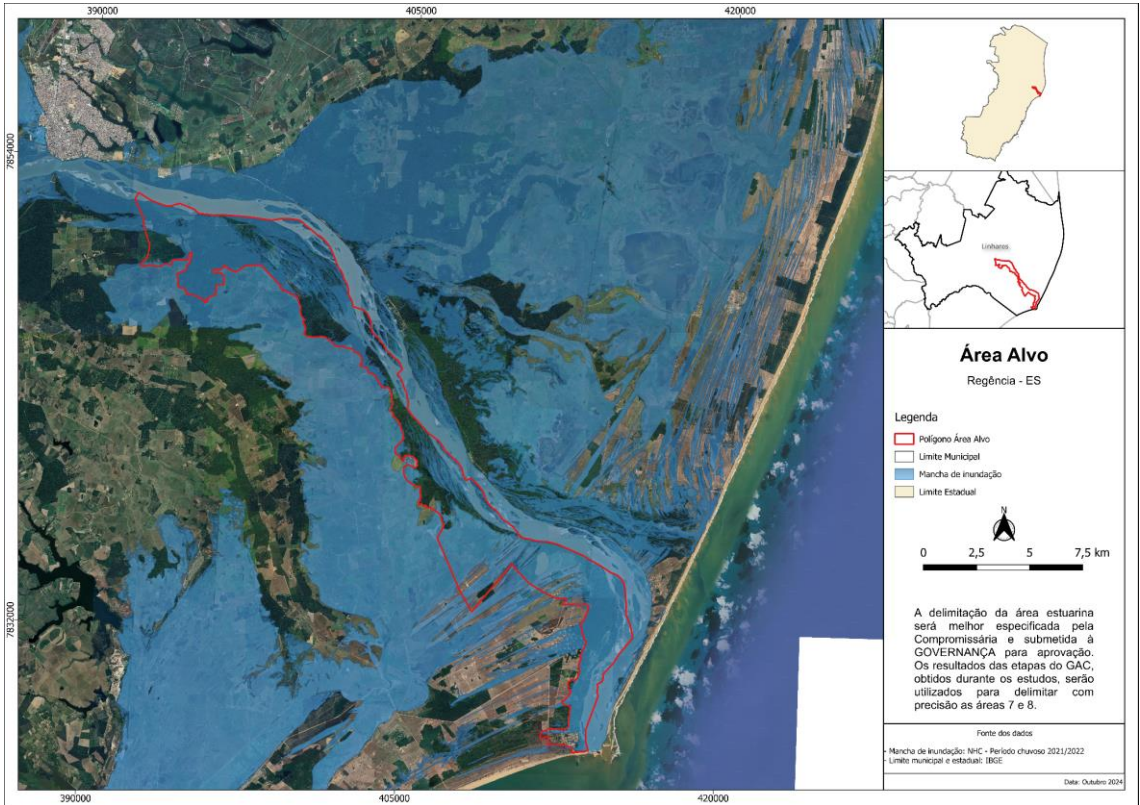 390000
405000
420000
7854000
7832000
390000
405000
420000
Linhares
Área Alvo
Regência - ES
Legenda
Polígono Área Alvo
Limite Municipal
Mancha de inundação
Limite Estadual
N
0 2,5 5 7,5 km
A delimitação da área estuarina
será melhor especificada pela
Compromissária e submetida à
GOVERNANÇA para aprovação.
Os resultados das etapas do GAC,
obtidos durante os estudos, serão
utilizados para delimitar com
precisão as áreas 7 e 8.
Fonte dos dados
- Mancha de inundação: NHC - Período chuvoso 2021/2022
- Limite municipal e estadual: IBGE
Data: Outubro 2024